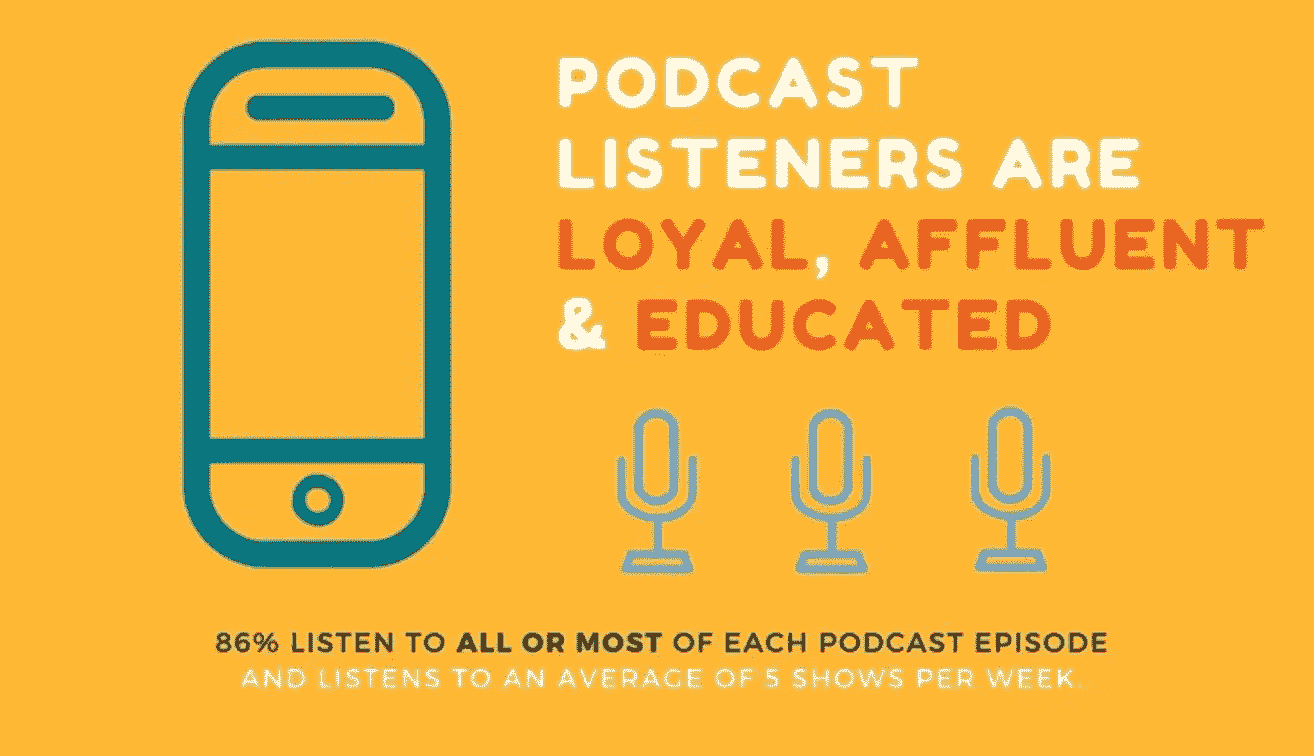 PODCAST
LISTENERS ARE
LOYAL, AFFLUENT
& EDUCATED
86% LISTEN TO ALL OR MOST OF EACH PODCAST EPISODE
AND LISTENS TO AN AVERAGE OF 5 SHOWS PER WEEK.